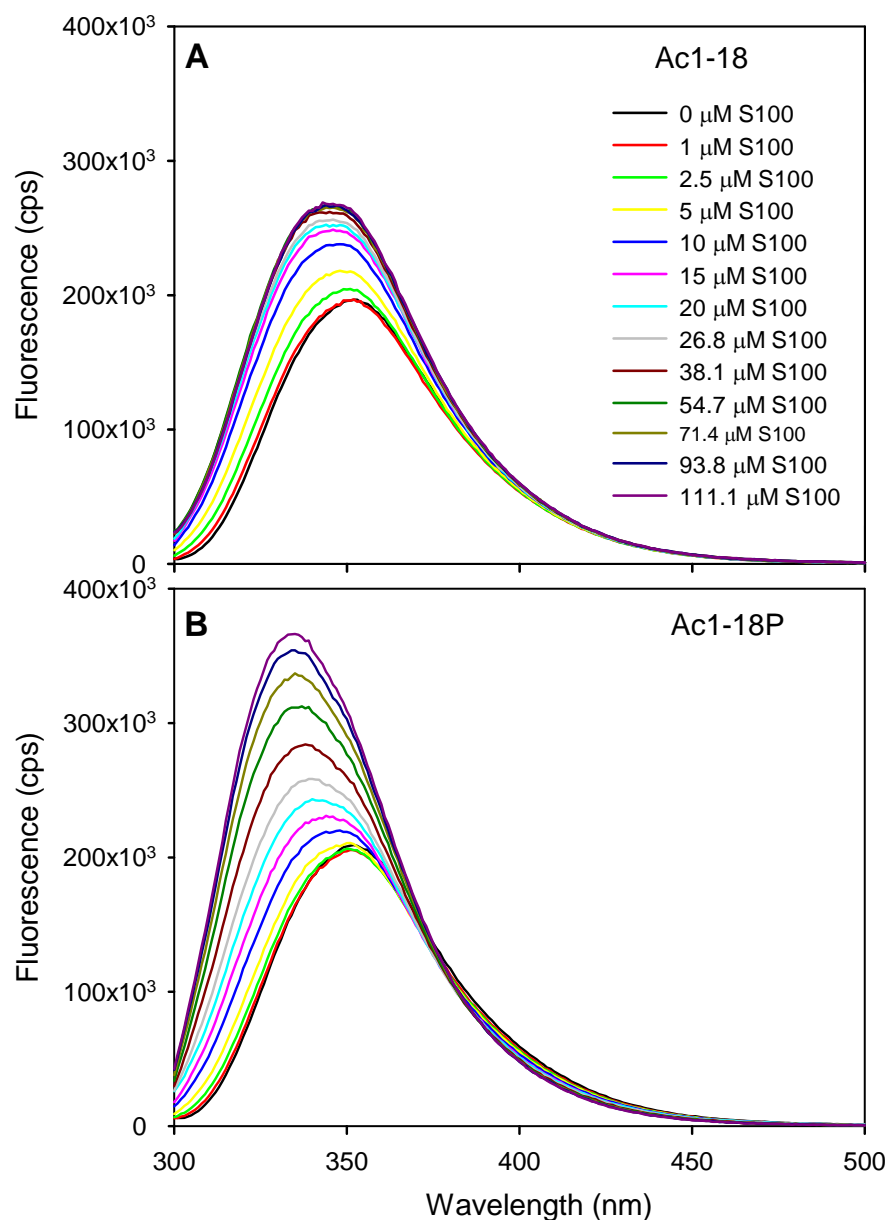 400x10³
A
Ac1-18
0 μM S100
1 μM S100
2.5 μM S100
5 μM S100
10 μM S100
15 μM S100
20 μM S100
26.8 μM S100
38.1 μM S100
54.7 μM S100
71.4 μM S100
93.8 μM S100
111.1 μM S100
300x10³
200x10³
100x10³
0
Fluorescence (cps)
400x10³
B
Ac1-18P
300x10³
200x10³
100x10³
0
Fluorescence (cps)
300
350
400
450
500
Wavelength (nm)